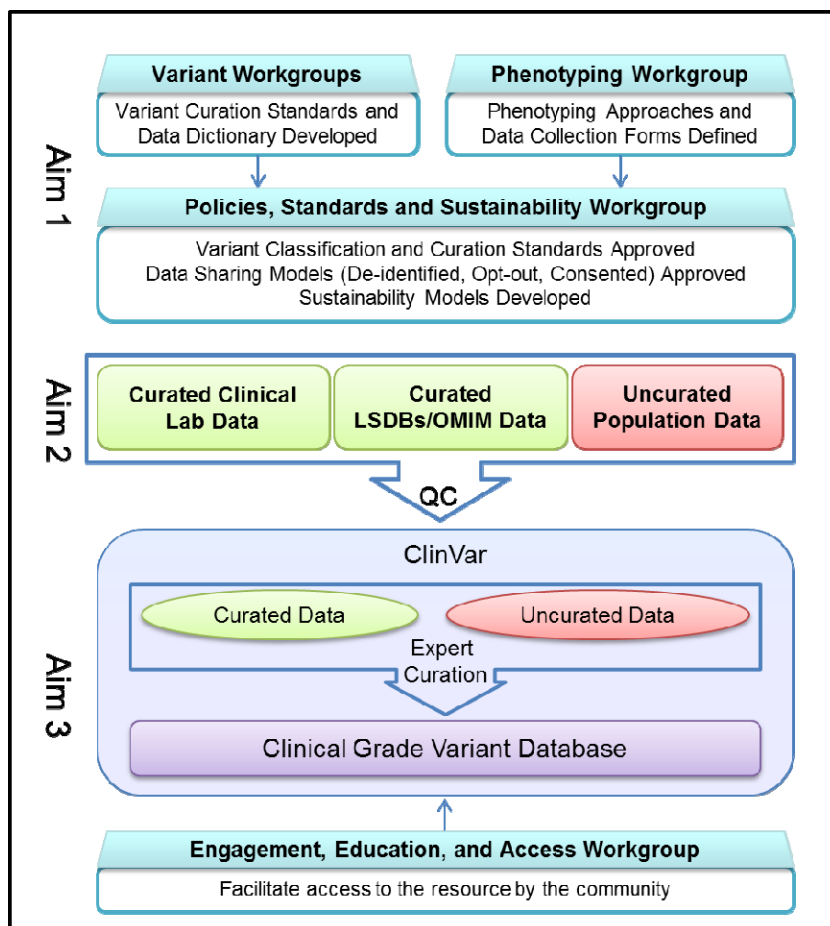 Aim 1
Variant Workgroups
Variant Curation Standards and
Data Dictionary Developed
Phenotyping Workgroup
Phenotyping Approaches and
Data Collection Forms Defined
Policies, Standards and Sustainability Workgroup
Variant Classification and Curation Standards Approved
Data Sharing Models (De-identified, Opt-out, Consented) Approved
Sustainability Models Developed
Aim 2
Curated Clinical
Lab Data
Curated
LSDBs/OMIM Data
Uncurated
Population Data
QC
Aim 3
ClinVar
Curated Data
Uncurated Data
Expert
Curation
Clinical Grade Variant Database
Engagement, Education, and Access Workgroup
Facilitate access to the resource by the community